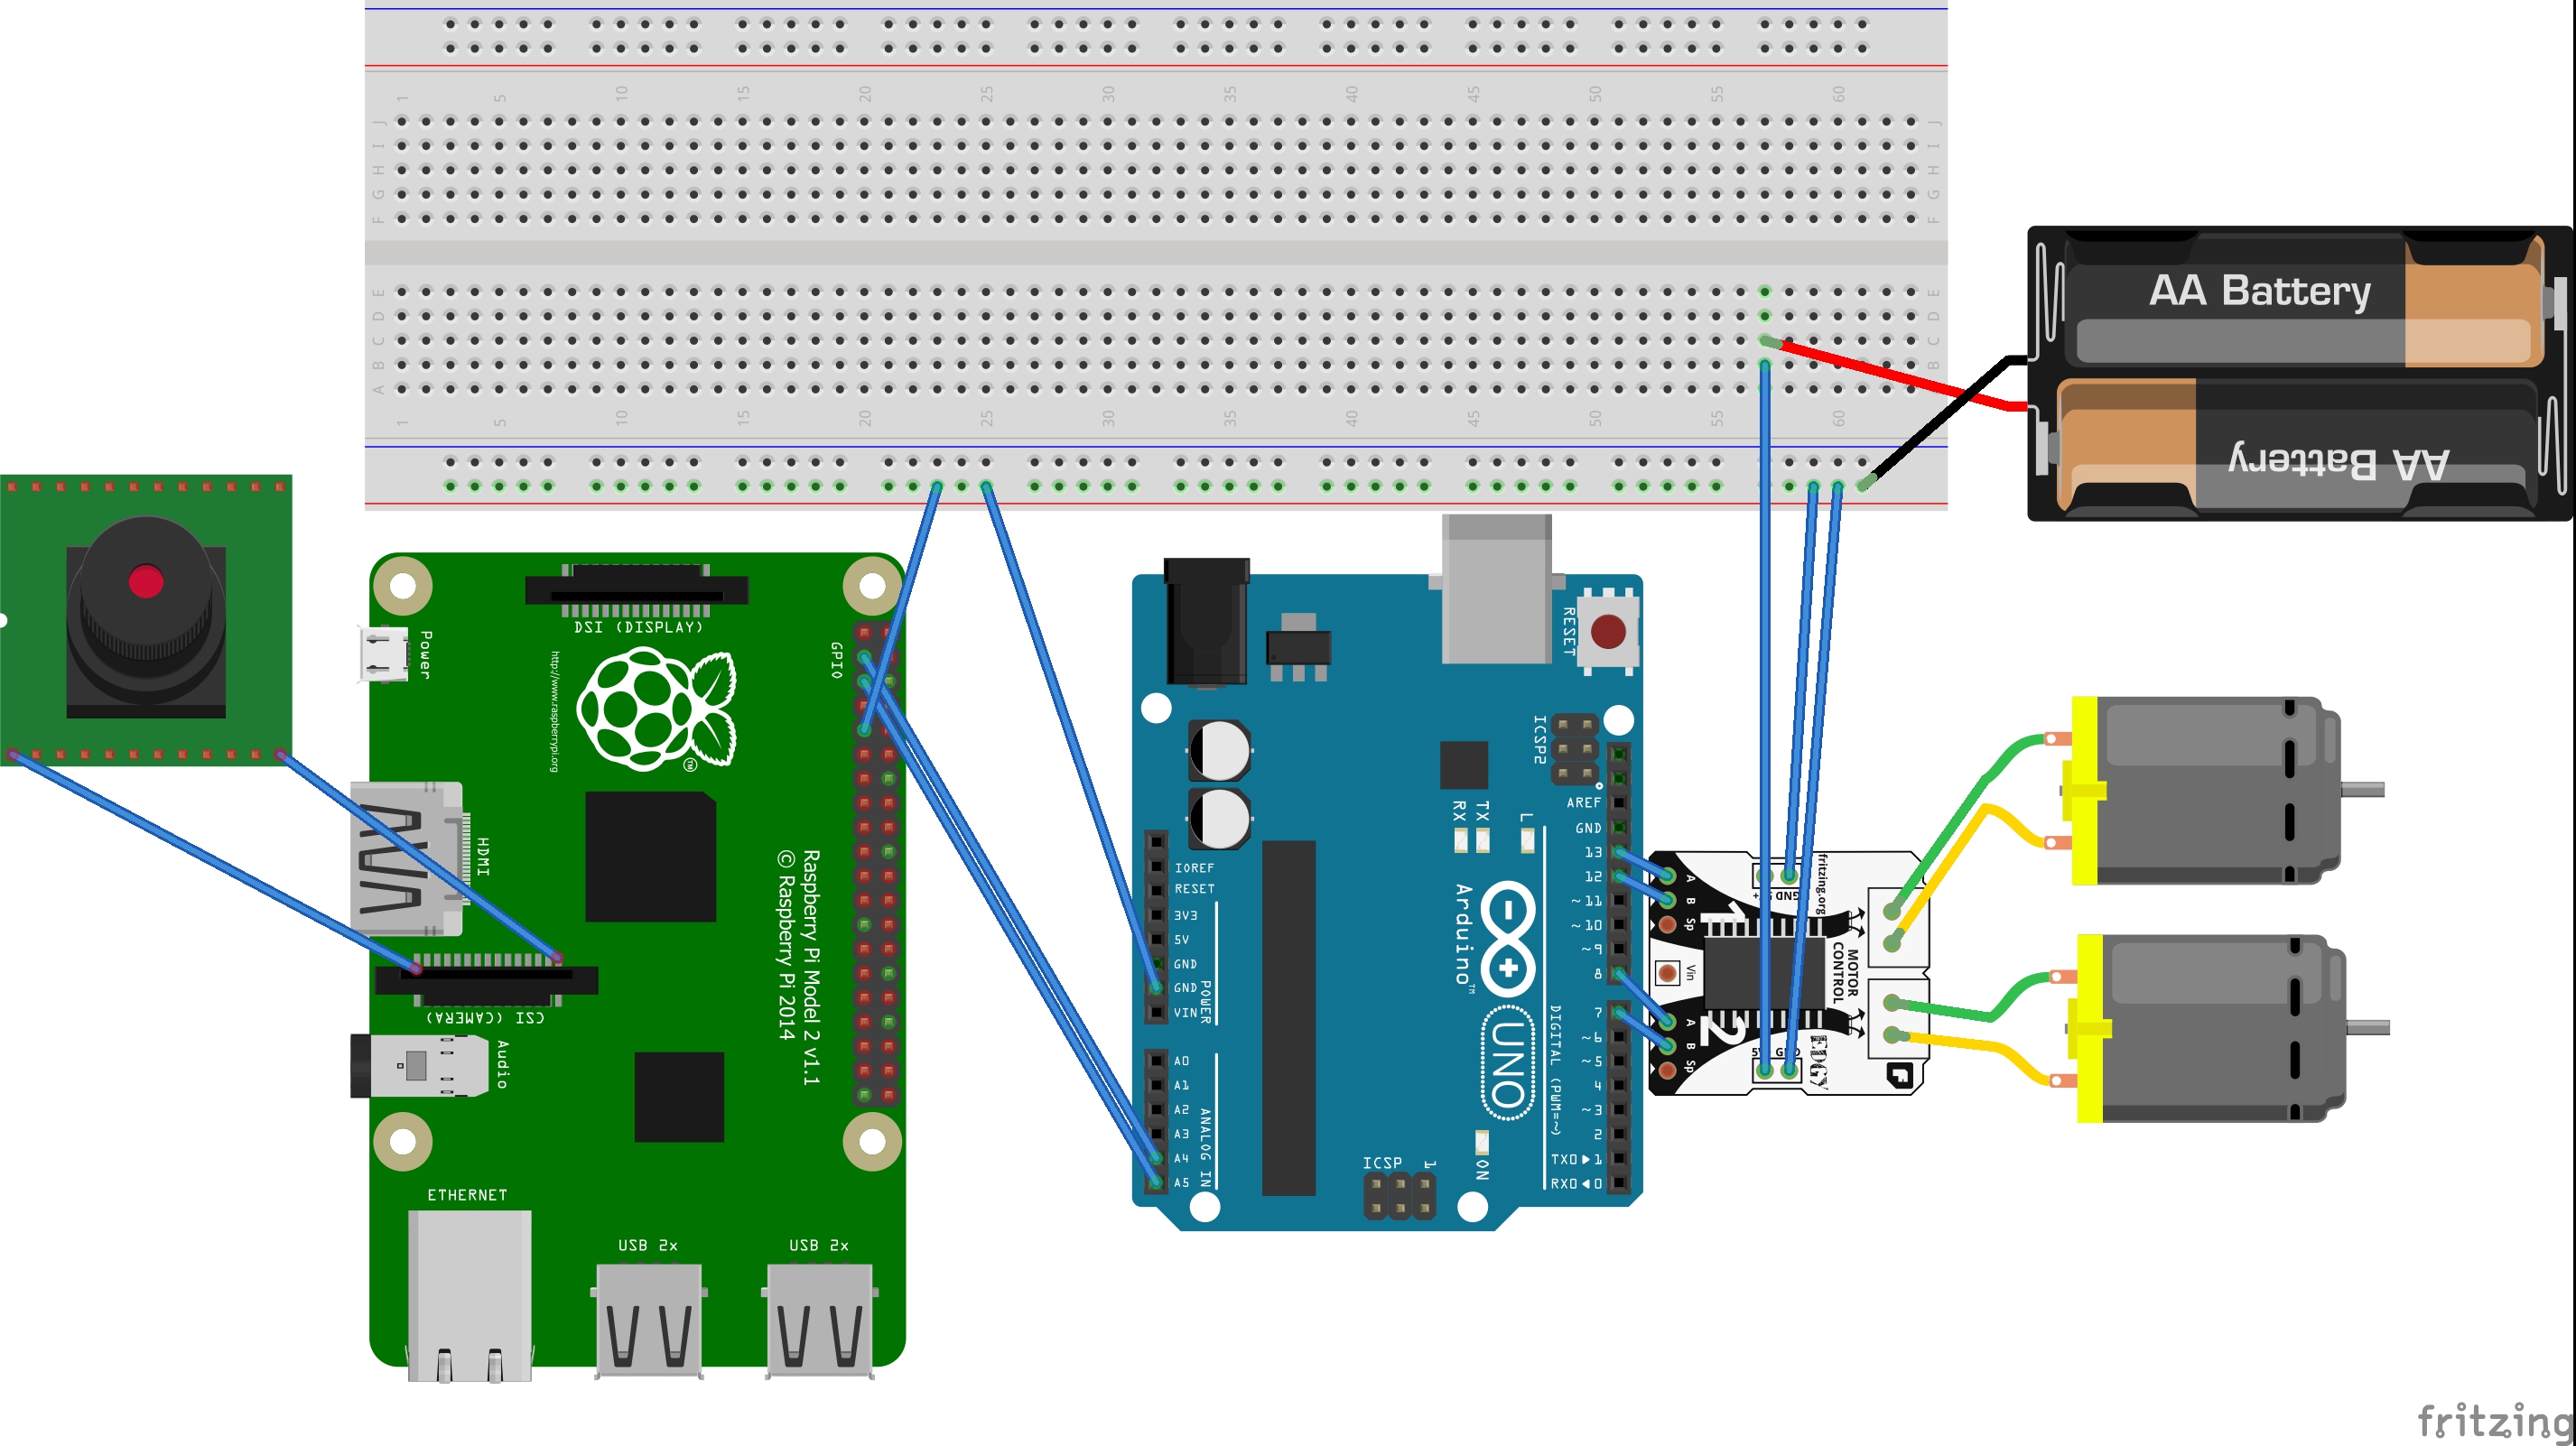 1 5 10 15 20 25 30 35 40 45 50 55 60
J J
I I
H H
G G
F F
E E
D D
C C
B B
A A
1 5 10 15 20 25 30 35 40 45 50 55 60
AA Battery
AA Battery
DSI (DISPLAY)
Power
http://www.raspberrypi.org
GPIO
TM
HDMI
Raspberry Pi Model 2 v1.1
© Raspberry Pi 2014
CSI (CAMERA)
Audio
ETHERNET
USB 2x
USB 2x
RESET
ICSP2
AREF
GND
13
12
~11
~10
~9
8
7
~6
~5
4
~3
2
TXO▶1
RXO◀0
RX
TX
L
IOREF
RESET
3V3
5V
GND
GND
VIN
POWER
A0
A1
A2
A3
A4
A5
ANALOG IN
Arduino™
UNO
DIGITAL (PWM=~)
ICSP
1
ON
A
B
Sp
Vin
A
B
Sp
1
2
GND
fritzing.org
MOTOR
CONTROL
EDGY
fritzing